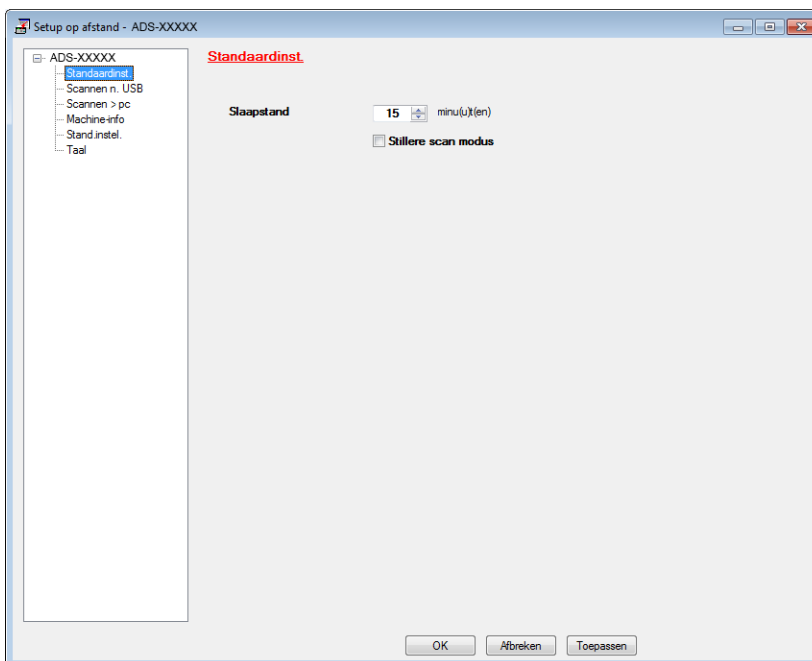 Setup op afstand - ADS-XXXXX
ADS-XXXXX
Standaardinst.
Scannen n. USB
Scannen > pc
Machine-info
Stand.instel.
Taal
Standaardinst.
Slaapstand 15 minu(u)t(en)
Stillere scan modus
OK Afbreken Toepassen